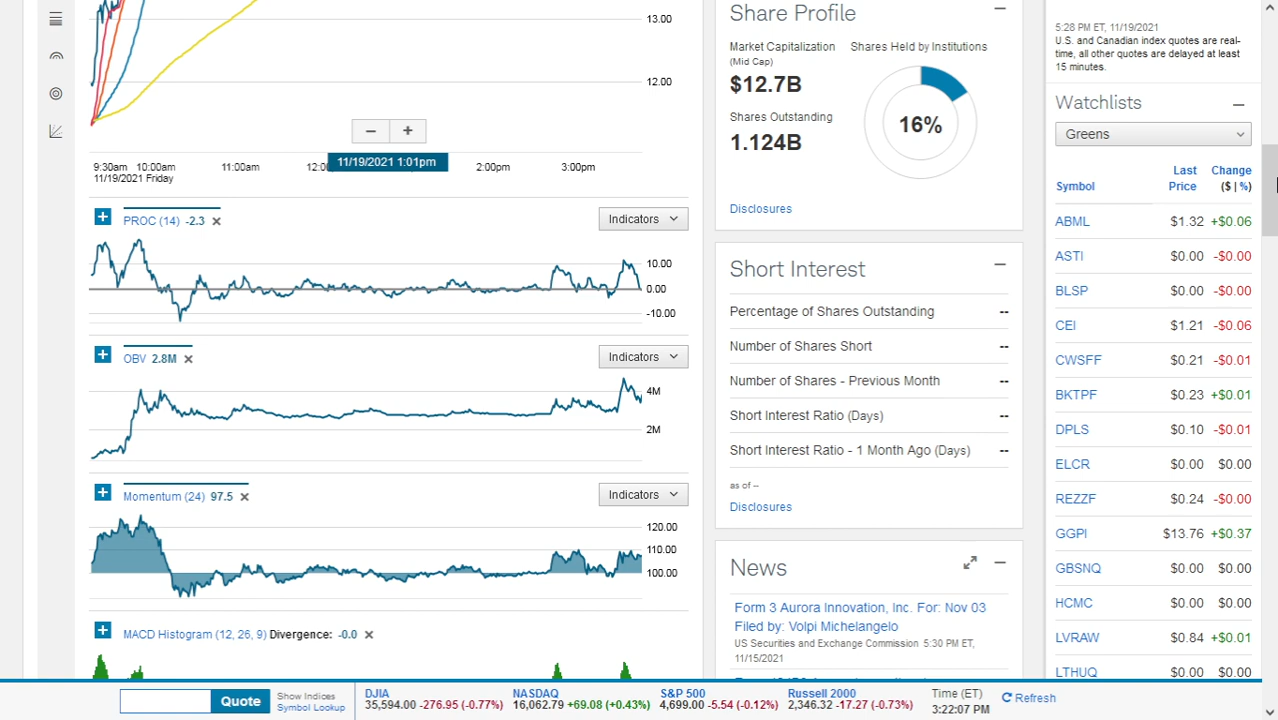 13.00
12.00
9:30am 10:00am 11:00am 12:0 11/19/2021 1:01pm 2:00pm 3:00pm
11/19/2021 Friday
PROC (14) -2.3
Indicators
10.00
0.00
-10.00
OBV 2.8M
Indicators
4M
2M
Momentum (24) 97.5
Indicators
120.00
110.00
100.00
MACD Histogram (12, 26, 9) Divergence: -0.0
Share Profile
Market Capitalization
(Mid Cap)
$12.7B
Shares Outstanding
1.124B
Shares Held by Institutions
16%
Disclosures
Short Interest
Percentage of Shares Outstanding --
Number of Shares Short --
Number of Shares - Previous Month --
Short Interest Ratio (Days) --
Short Interest Ratio - 1 Month Ago (Days) --
as of --
Disclosures
News
Form 3 Aurora Innovation, Inc. For: Nov 03
Filed by: Volpi Michelangelo
US Securities and Exchange Commission 5:30 PM ET,
11/15/2021
5:28 PM ET, 11/19/2021
U.S. and Canadian index quotes are real-
time, all other quotes are delayed at least
15 minutes.
Watchlists
Greens
Symbol Last Price Change ($ | %)
ABML $1.32 +$0.06
ASTI $0.00 -$0.00
BLSP $0.00 -$0.00
CEI $1.21 -$0.06
CWSFF $0.21 -$0.01
BKTPF $0.23 +$0.01
DPLS $0.10 -$0.01
ELCR $0.00 $0.00
REZZF $0.24 -$0.00
GGPI $13.76 +$0.37
GBSNQ $0.00 $0.00
HCMC $0.00 $0.00
LVRAW $0.84 +$0.01
LTHUQ $0.00 $0.00
Quote
Show Indices
Symbol Lookup
DJIA
35,594.00 -276.95 (-0.77%)
NASDAQ
16,062.79 +69.08 (+0.43%)
S&P 500
4,699.00 -5.54 (-0.12%)
Russell 2000
2,346.32 -17.27 (-0.73%)
Time (ET)
3:22:07 PM
Refresh